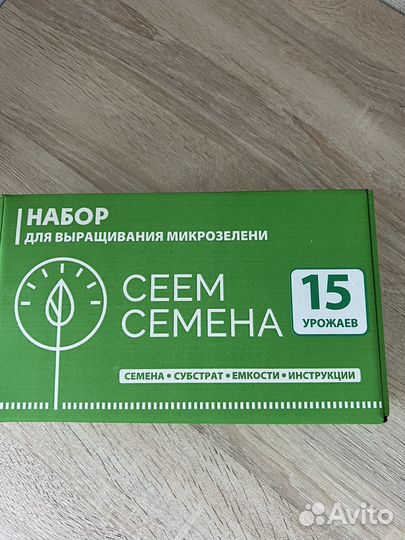 НАБОР
ДЛЯ ВЫРАЩИВАНИЯ МИКРОЗЕЛЕНИ
СЕЕМ
СЕМЕНА
15
УРОЖАЕВ
СЕМЕНА • СУБСТРАТ • ЕМКОСТИ • ИНСТРУКЦИИ
Avito